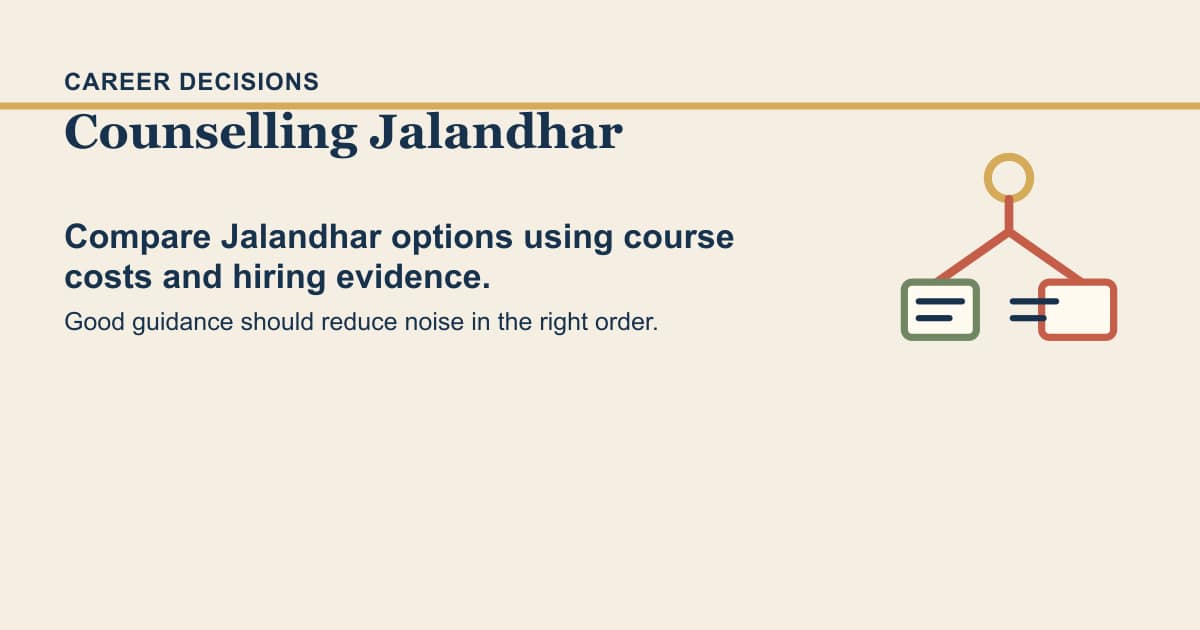 CAREER DECISIONS
Counselling Jalandhar
Compare Jalandhar options using course
costs and hiring evidence.
Good guidance should reduce noise in the right order.